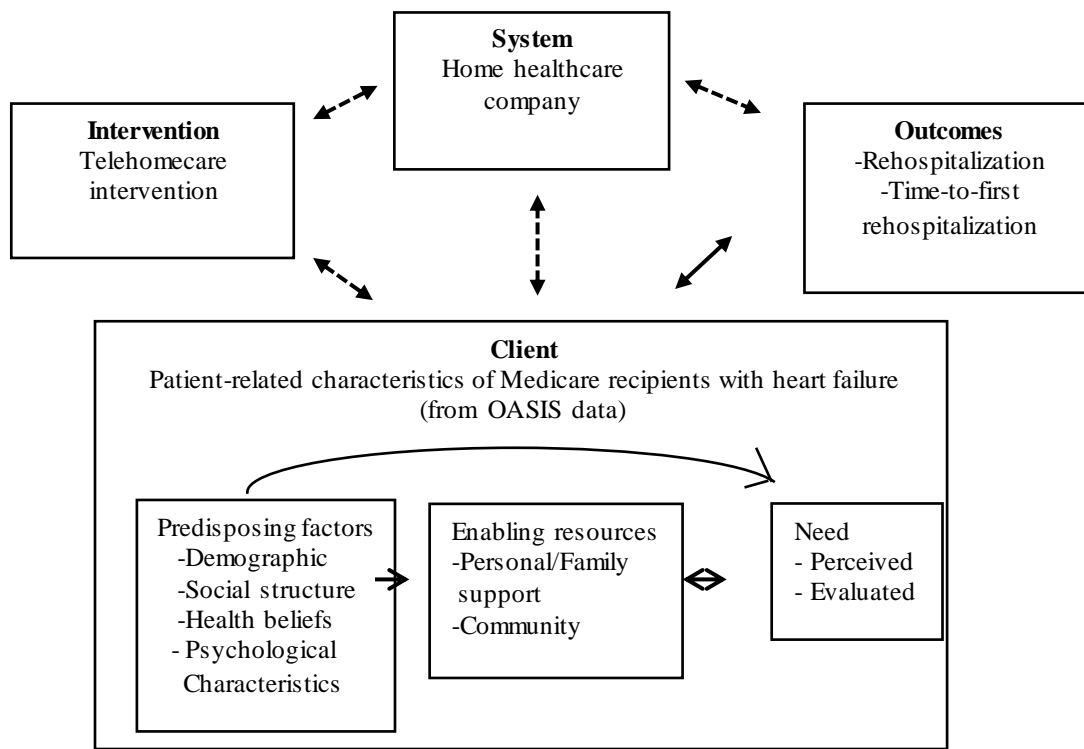 System
Home healthcare
company
Intervention
Telehomecare
intervention
Outcomes
-Rehospitalization
-Time-to-first
rehospitalization
Client
Patient-related characteristics of Medicare recipients with heart failure
(from OASIS data)
Predisposing factors
-Demographic
-Social structure
-Health beliefs
- Psychological
Characteristics
Enabling resources
-Personal/Family
support
-Community
Need
- Perceived
- Evaluated